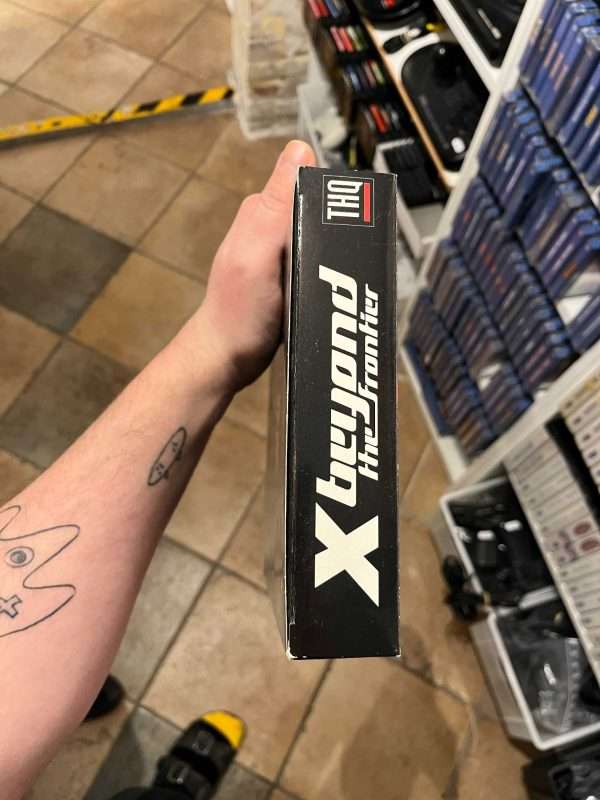 THQ
X beyond
the frontier